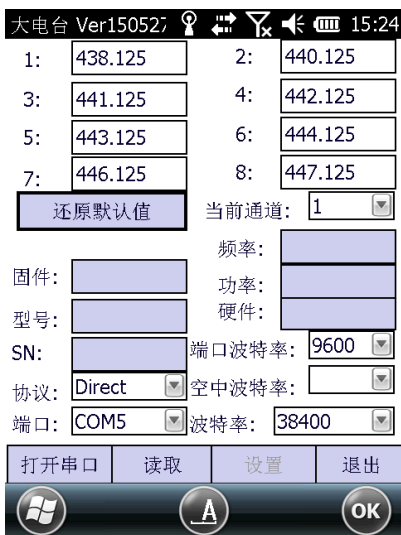 大电台 Ver150527 15:24
1: 438.125 2: 440.125
3: 441.125 4: 442.125
5: 443.125 6: 444.125
7: 446.125 8: 447.125
还原默认值 当前通道: 1
频率:
固件: 功率:
型号: 硬件:
SN: 端口波特率: 9600
协议: Direct 空中波特率:
端口: COM5 波特率: 38400
打开串口 读取 设置 退出
A OK